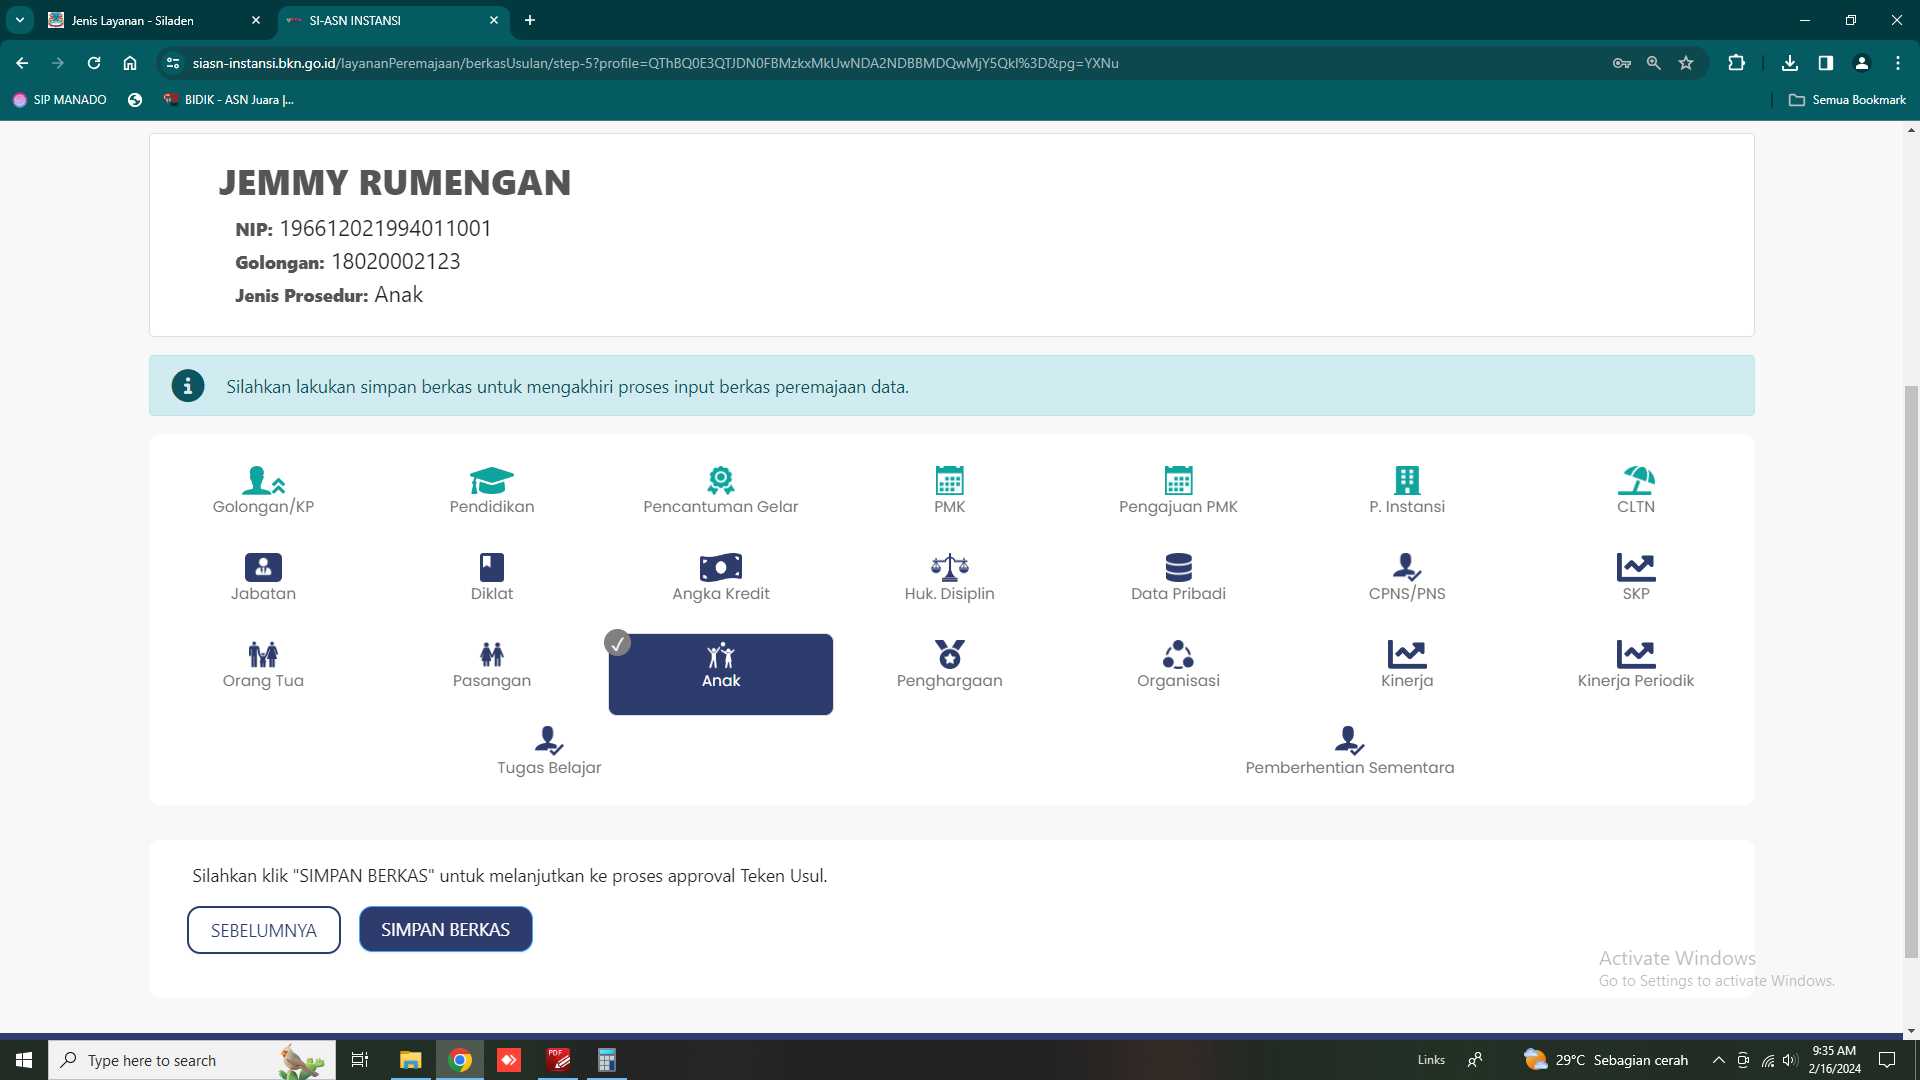 Jenis Layanan - Siladen
SI-ASN INSTANSI
siasn-instansi.bkn.go.id/layananPeremajaan/berkasUsulan/step-5?profile=QThBQ0E3QTJDN0FBMzkxMkUwNDA2NDBBMDQwMjY5QkI%3D&pg=YXNu
SIP MANADO
BIDIK - ASN Juara |...
Semua Bookmark
JEMMY RUMENGAN
NIP: 196612021994011001
Golongan: 18020002123
Jenis Prosedur: Anak
Silahkan lakukan simpan berkas untuk mengakhiri proses input berkas peremajaan data.
Golongan/KP
Pendidikan
Pencantuman Gelar
PMK
Pengajuan PMK
P. Instansi
CLTN
Jabatan
Diklat
Angka Kredit
Huk. Disiplin
Data Pribadi
CPNS/PNS
SKP
Orang Tua
Pasangan
Anak
Penghargaan
Organisasi
Kinerja
Kinerja Periodik
Tugas Belajar
Pemberhentian Sementara
Silahkan klik "SIMPAN BERKAS" untuk melanjutkan ke proses approval Teken Usul.
SEBELUMNYA
SIMPAN BERKAS
Activate Windows
Go to Settings to activate Windows.
Type here to search
PDF
Links
29°C Sebagian cerah
9:35 AM
2/16/2024